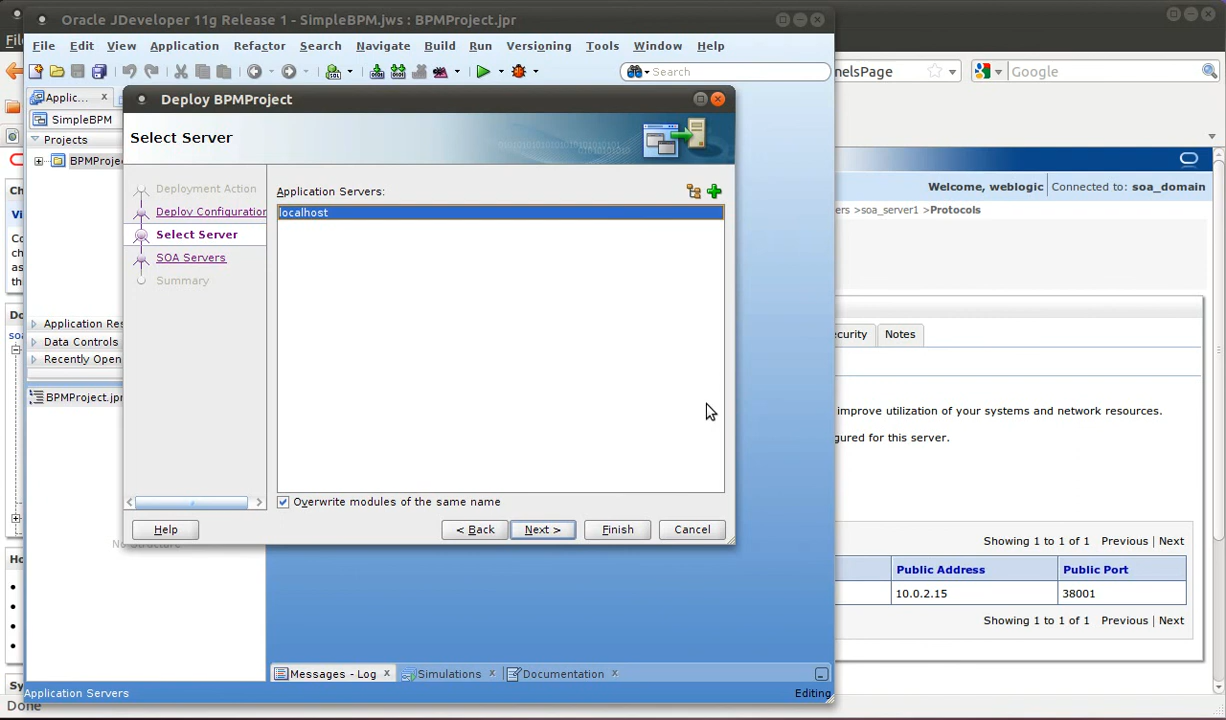 Oracle JDeveloper 11g Release 1 - SimpleBPM.jws : BPMProject.jpr
File Edit View Application Refactor Search Navigate Build Run Versioning Tools Window Help
Search
nelsPage
Google
Applic...
Deploy BPMProject
SimpleBPM
Select Server
Projects
BPMProje
Welcome, weblogic Connected to: soa_domain
Deployment Action
Application Servers:
Deploy Configuration
localhost
ers >soa_server1 >Protocols
Select Server
SOA Servers
Summary
Application Res
Data Controls
Recently Open
ecurity
Notes
BPMProject.jpr
improve utilization of your systems and network resources.
gured for this server.
Overwrite modules of the same name
Help
< Back
Next >
Finish
Cancel
No Structure
Showing 1 to 1 of 1 Previous | Next
Public Address
Public Port
10.0.2.15
38001
Showing 1 to 1 of 1 Previous | Next
Messages - Log
Simulations
Documentation
Application Servers
Editing
Done